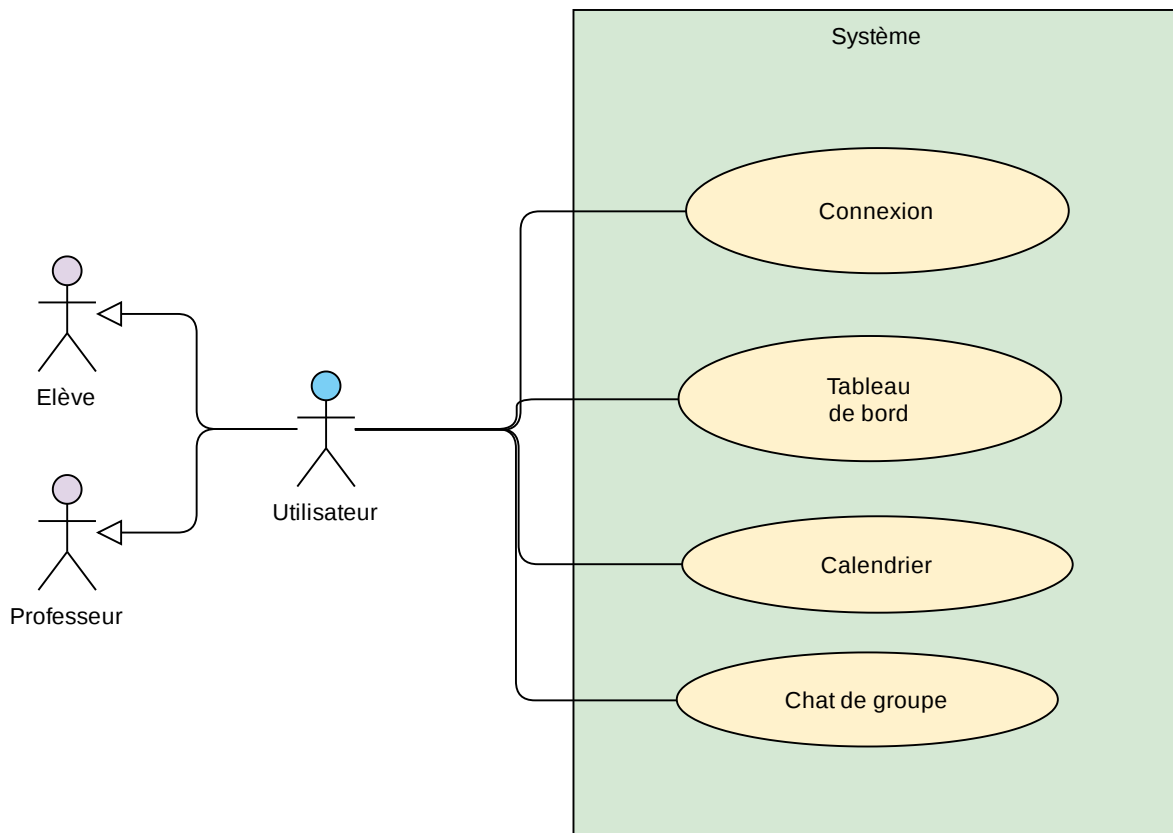 Système
Connexion
Elève
Tableau
de bord
Utilisateur
Calendrier
Professeur
Chat de groupe